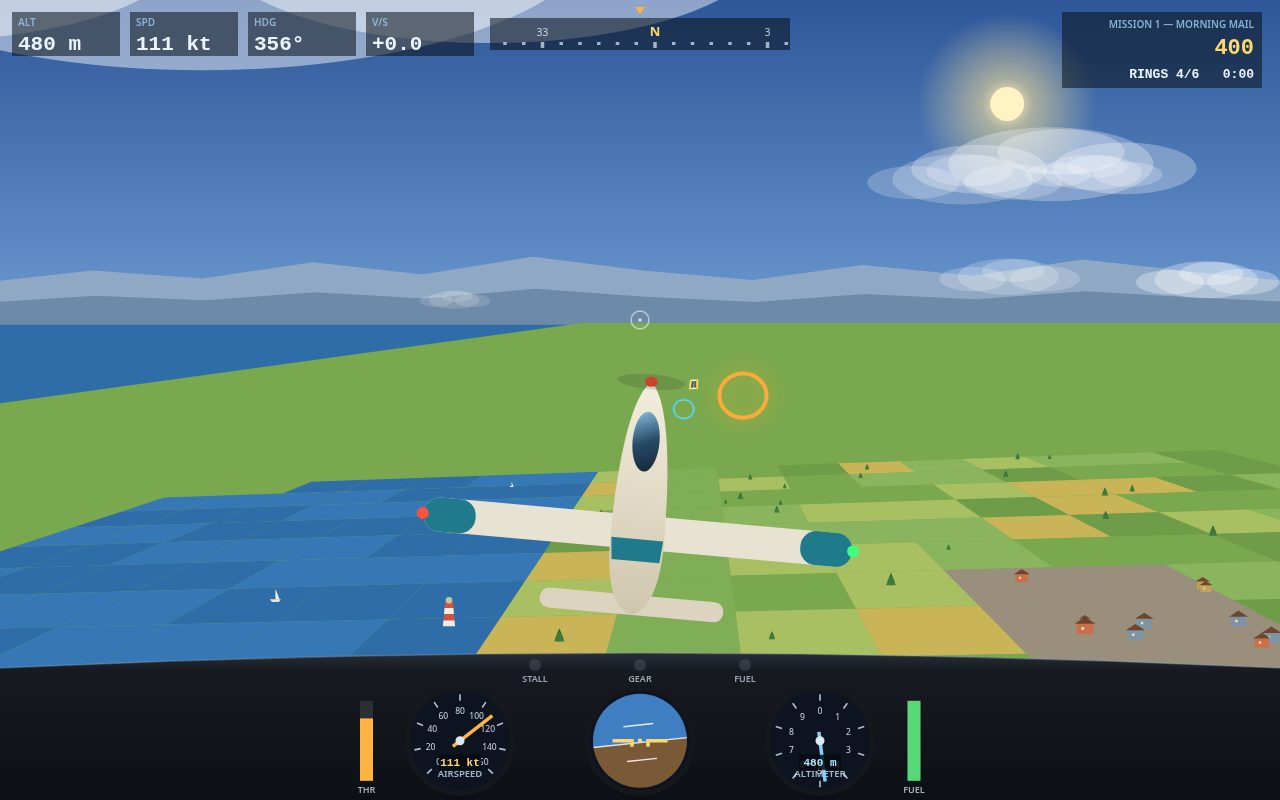 ALT
480 m
SPD
111 kt
HDG
356°
V/S
+0.0
33
N
3
MISSION 1 — MORNING MAIL
400
RINGS 4/6 0:00
STALL
GEAR
FUEL
20
40
60
80
100
120
140
111 kt
AIRSPEED
0
1
2
3
7
8
9
480 m
ALTIMETER
THR
FUEL